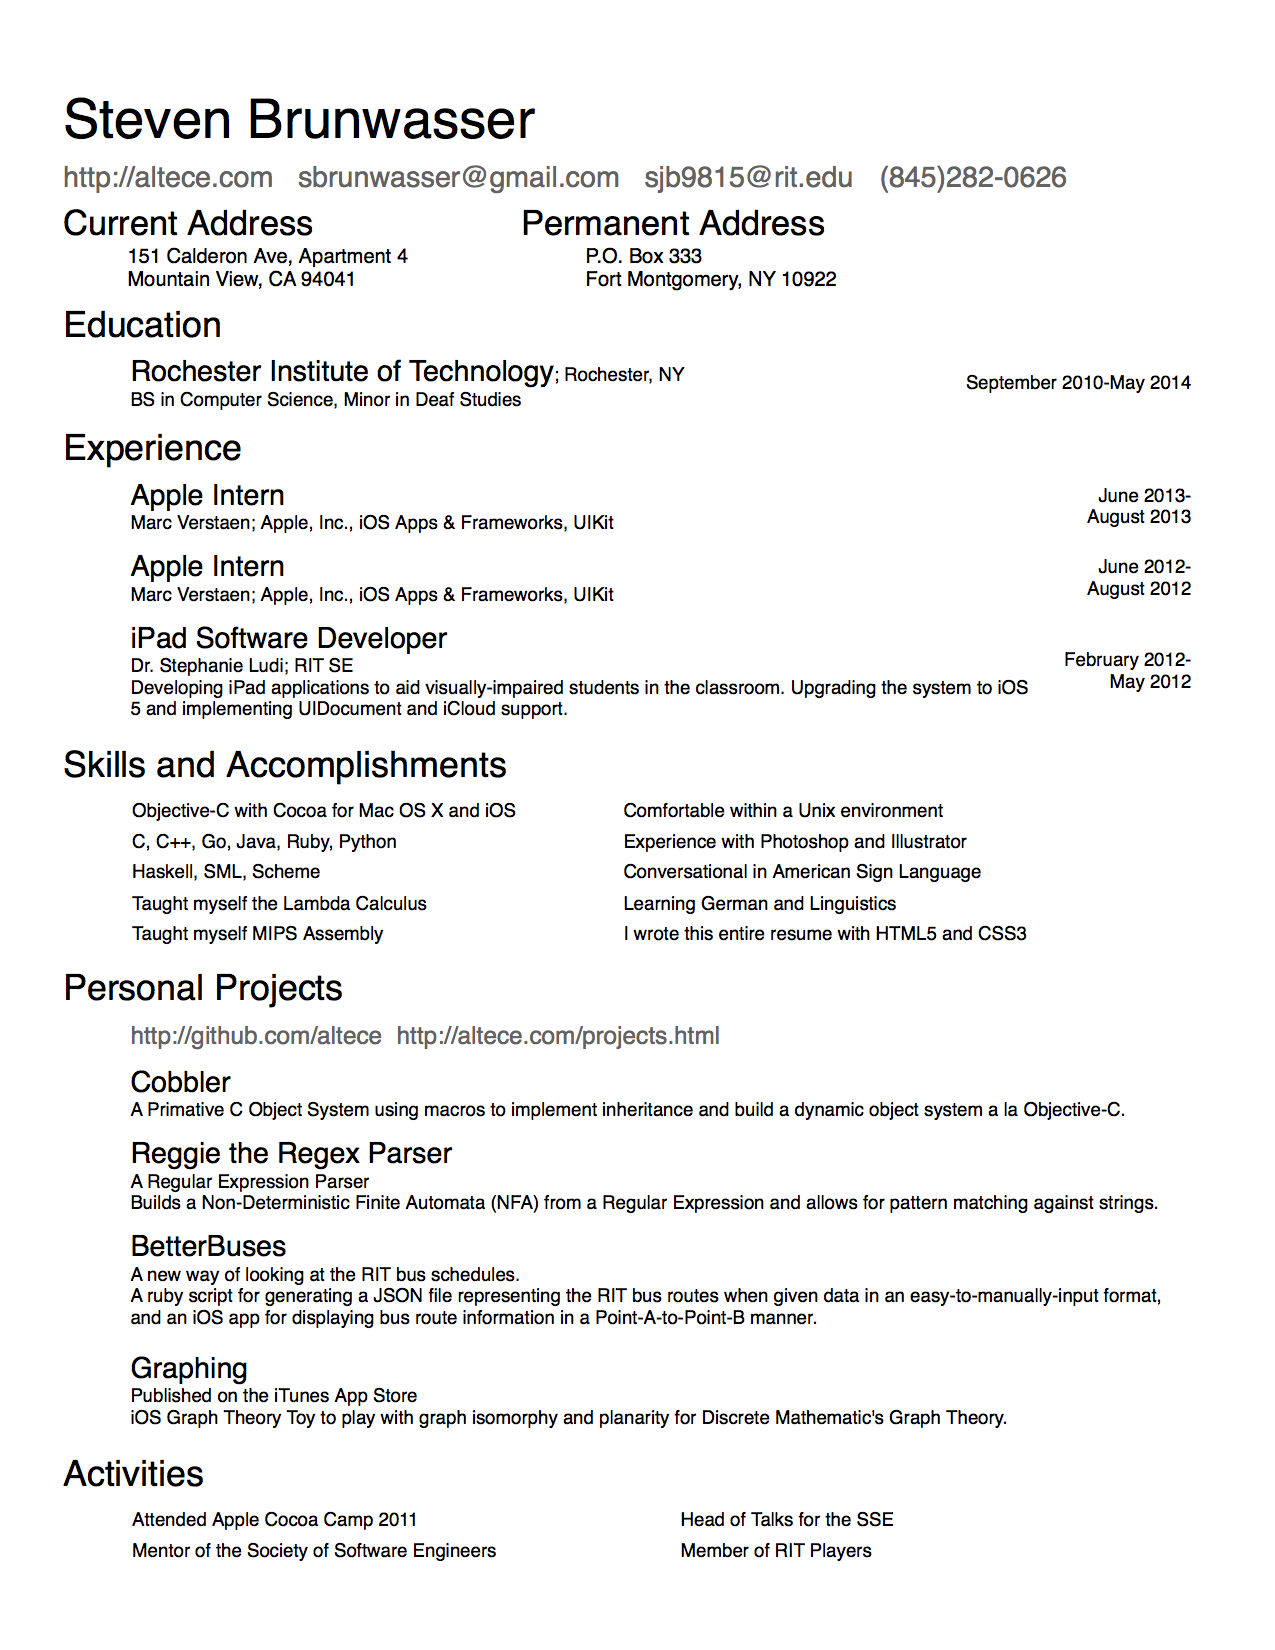 Steven Brunwasser
http://altece.com sbrunwasser@gmail.com sjb9815@rit.edu (845)282-0626
Current Address
151 Calderon Ave, Apartment 4
Mountain View, CA 94041
Permanent Address
P.O. Box 333
Fort Montgomery, NY 10922
Education
Rochester Institute of Technology; Rochester, NY
September 2010-May 2014
BS in Computer Science, Minor in Deaf Studies
Experience
Apple Intern
Marc Verstaen; Apple, Inc., iOS Apps & Frameworks, UIKit
June 2013-
August 2013
Apple Intern
Marc Verstaen; Apple, Inc., iOS Apps & Frameworks, UIKit
June 2012-
August 2012
iPad Software Developer
Dr. Stephanie Ludi; RIT SE
Developing iPad applications to aid visually-impaired students in the classroom. Upgrading the system to iOS
5 and implementing UIDocument and iCloud support.
February 2012-
May 2012
Skills and Accomplishments
Objective-C with Cocoa for Mac OS X and iOS
Comfortable within a Unix environment
C, C++, Go, Java, Ruby, Python
Experience with Photoshop and Illustrator
Haskell, SML, Scheme
Conversational in American Sign Language
Taught myself the Lambda Calculus
Learning German and Linguistics
Taught myself MIPS Assembly
I wrote this entire resume with HTML5 and CSS3
Personal Projects
http://github.com/altece http://altece.com/projects.html
Cobbler
A Primative C Object System using macros to implement inheritance and build a dynamic object system a la Objective-C.
Reggie the Regex Parser
A Regular Expression Parser
Builds a Non-Deterministic Finite Automata (NFA) from a Regular Expression and allows for pattern matching against strings.
BetterBuses
A new way of looking at the RIT bus schedules.
A ruby script for generating a JSON file representing the RIT bus routes when given data in an easy-to-manually-input format,
and an iOS app for displaying bus route information in a Point-A-to-Point-B manner.
Graphing
Published on the iTunes App Store
iOS Graph Theory Toy to play with graph isomorphy and planarity for Discrete Mathematic's Graph Theory.
Activities
Attended Apple Cocoa Camp 2011
Head of Talks for the SSE
Mentor of the Society of Software Engineers
Member of RIT Players